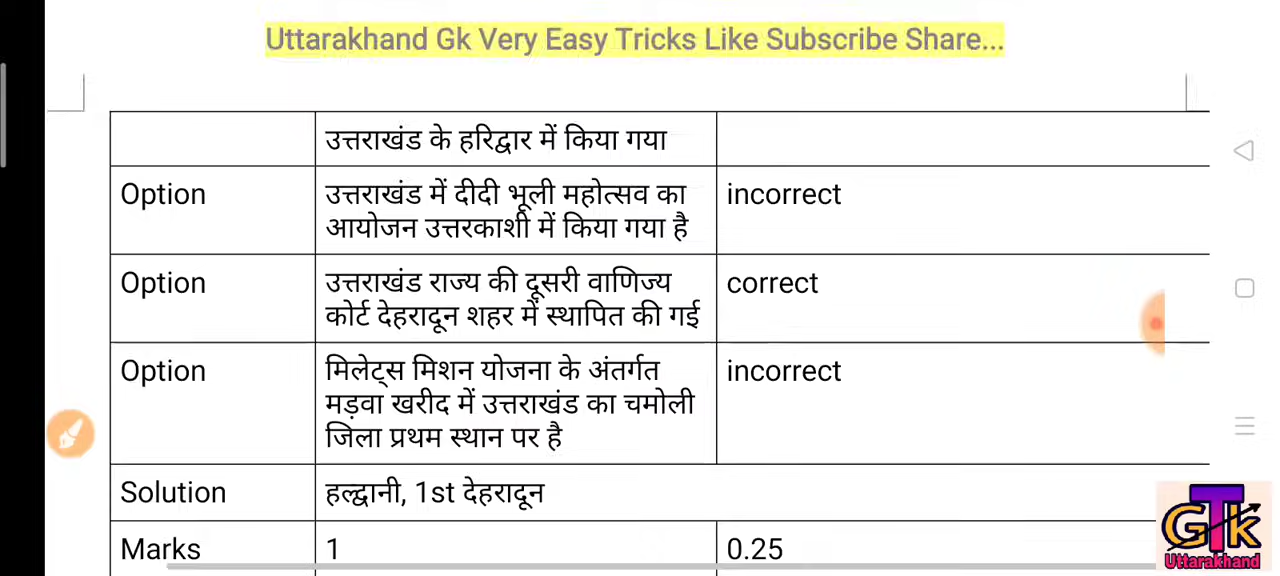 Uttarakhand Gk Very Easy Tricks Like Subscribe Share...
उत्तराखंड के हरिद्वार में किया गया
Option
उत्तराखंड में दीदी भूली महोत्सव का
आयोजन उत्तरकाशी में किया गया है
incorrect
Option
उत्तराखंड राज्य की दूसरी वाणिज्य
कोर्ट देहरादून शहर में स्थापित की गई
correct
Option
मिलेट्स मिशन योजना के अंतर्गत
मड़वा खरीद में उत्तराखंड का चमोली
जिला प्रथम स्थान पर है
incorrect
Solution
हल्द्वानी, 1st देहरादून
Marks
1
0.25
GTk
Uttarakhand